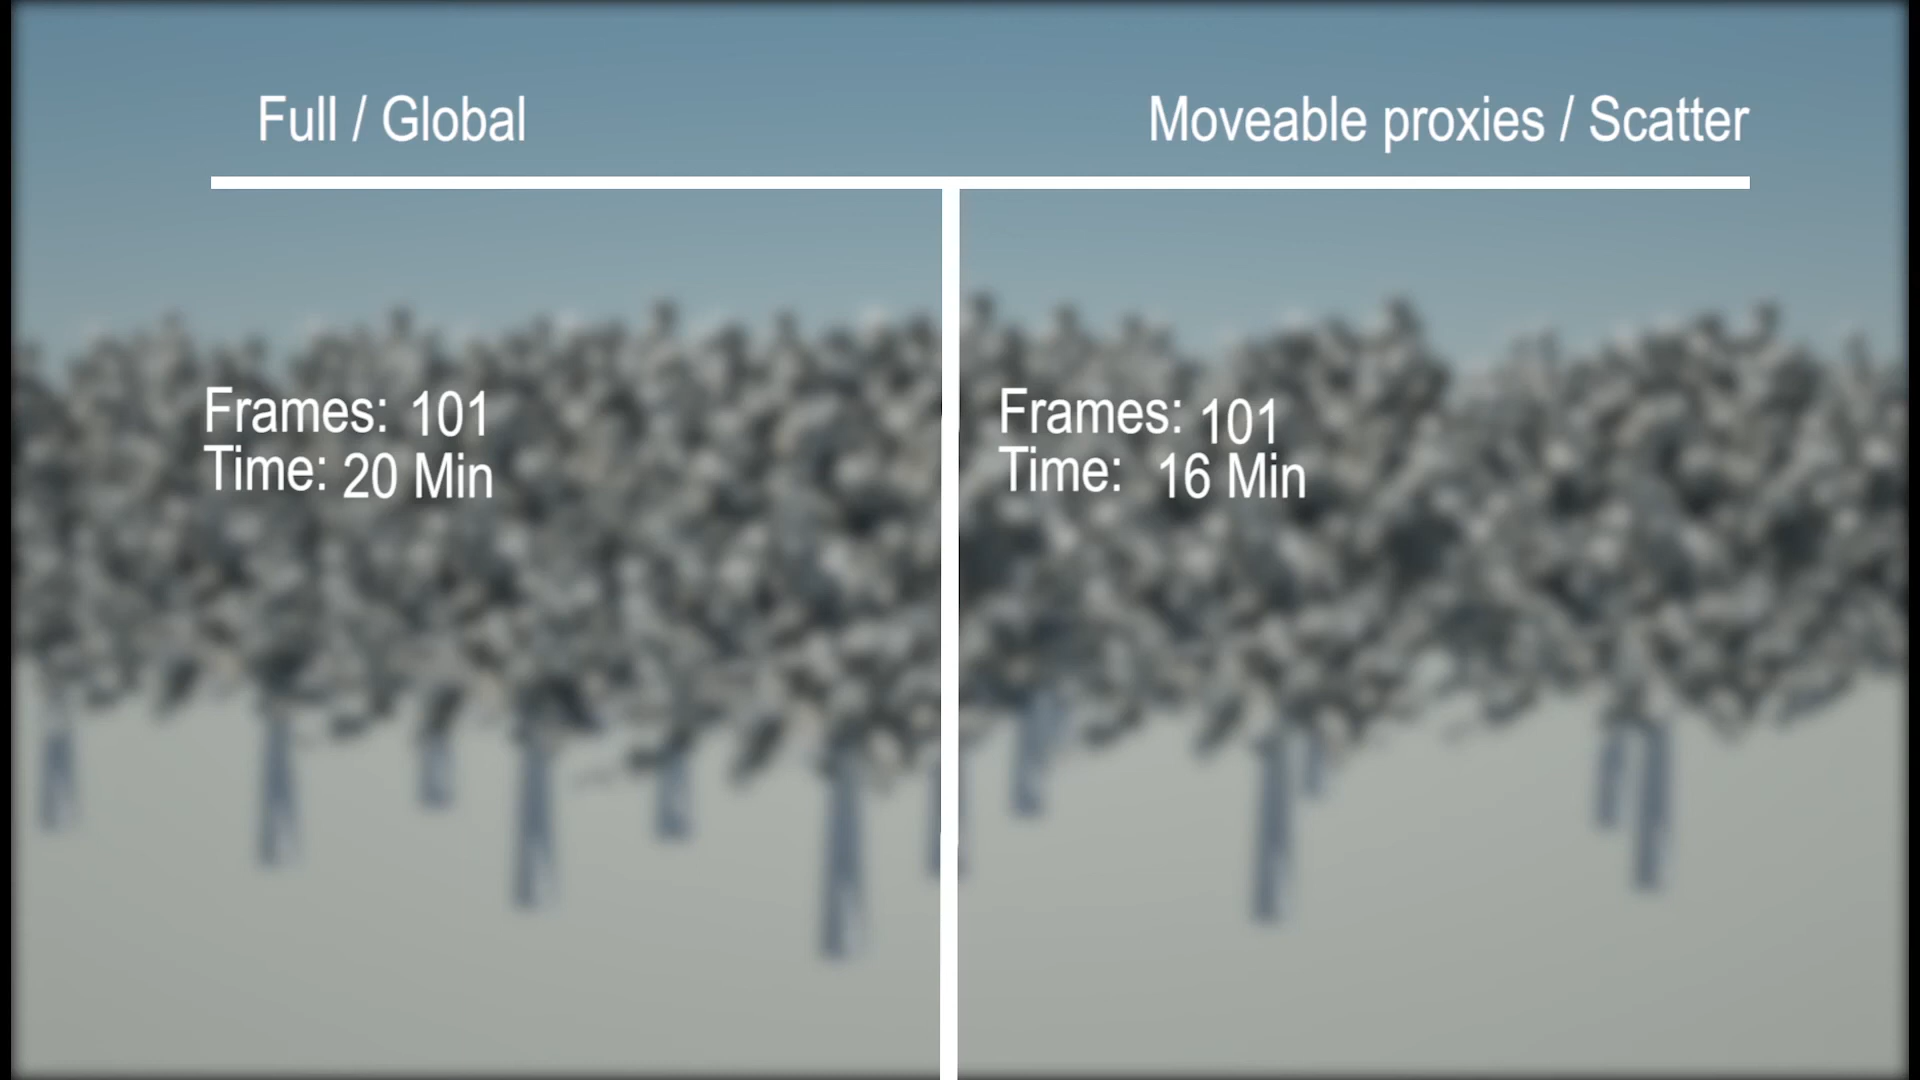 Full / Global
Moveable proxies / Scatter
Frames: 101
Time: 20 Min
Frames: 101
Time: 16 Min